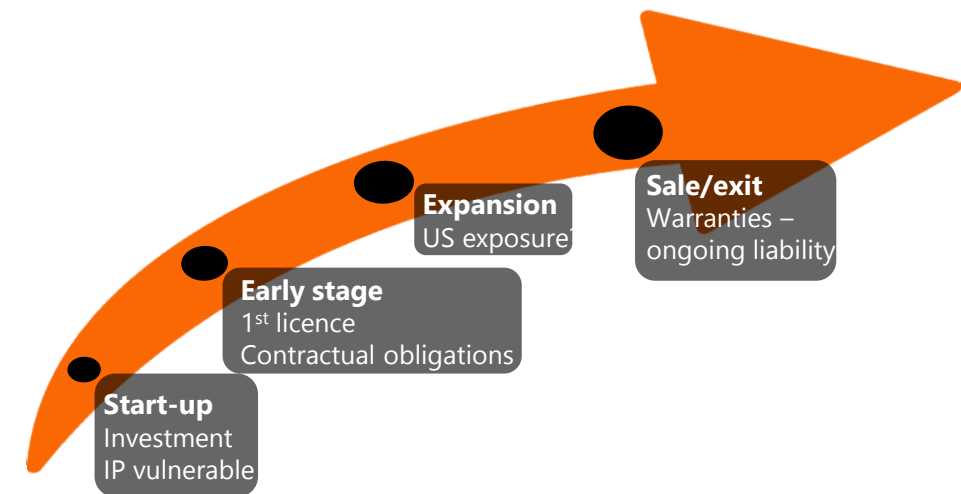 Start-up
Investment
IP vulnerable
Early stage
1st licence
Contractual obligations
Expansion
US exposure?
Sale/exit
Warranties –
ongoing liability